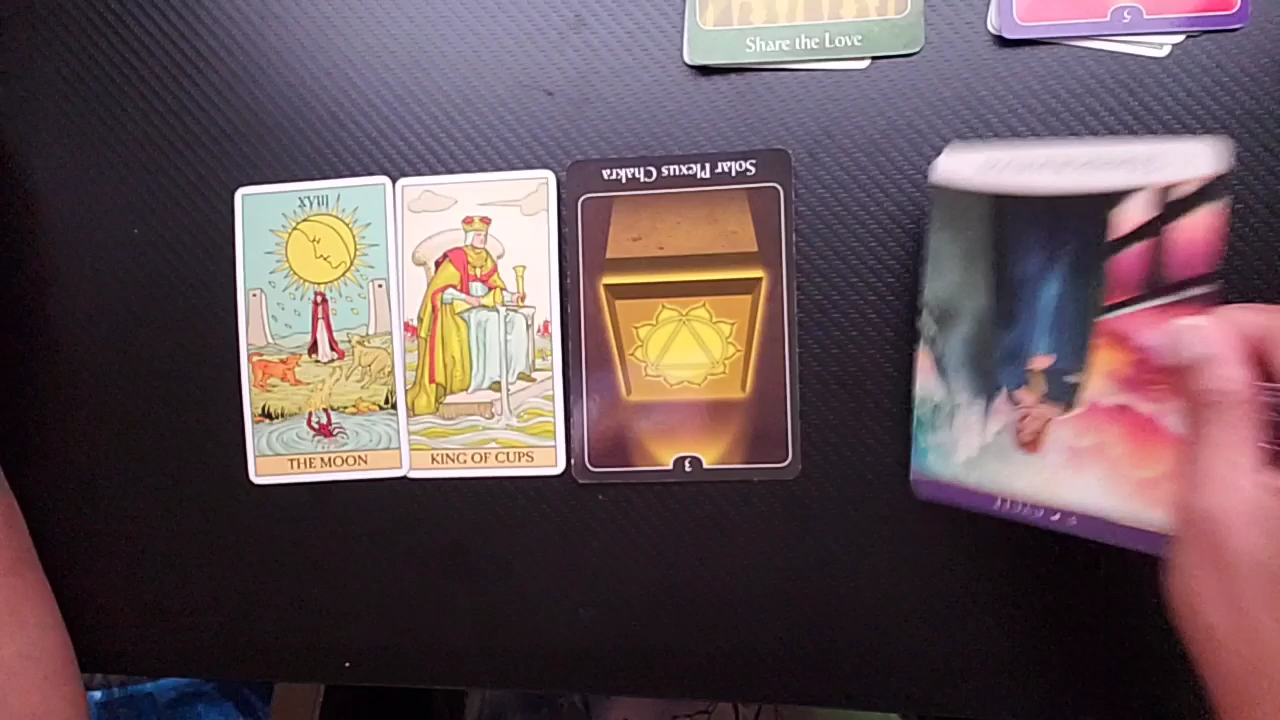 Share the Love
5
XVIII
THE MOON
KING OF CUPS
Solar Plexus Chakra
3